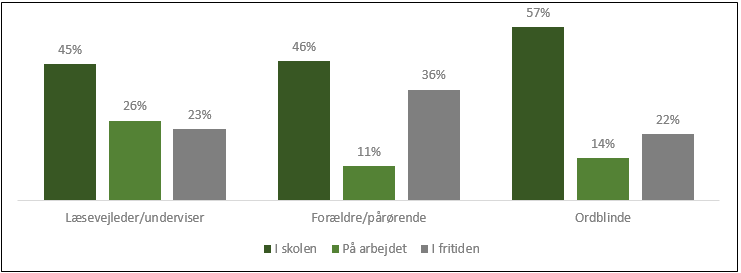 57%
45%
46%
36%
26%
23%
22%
11%
14%
Læsevejleder/underviser
Forældre/pårørende
Ordblinde
I skolen
På arbejdet
I fritiden